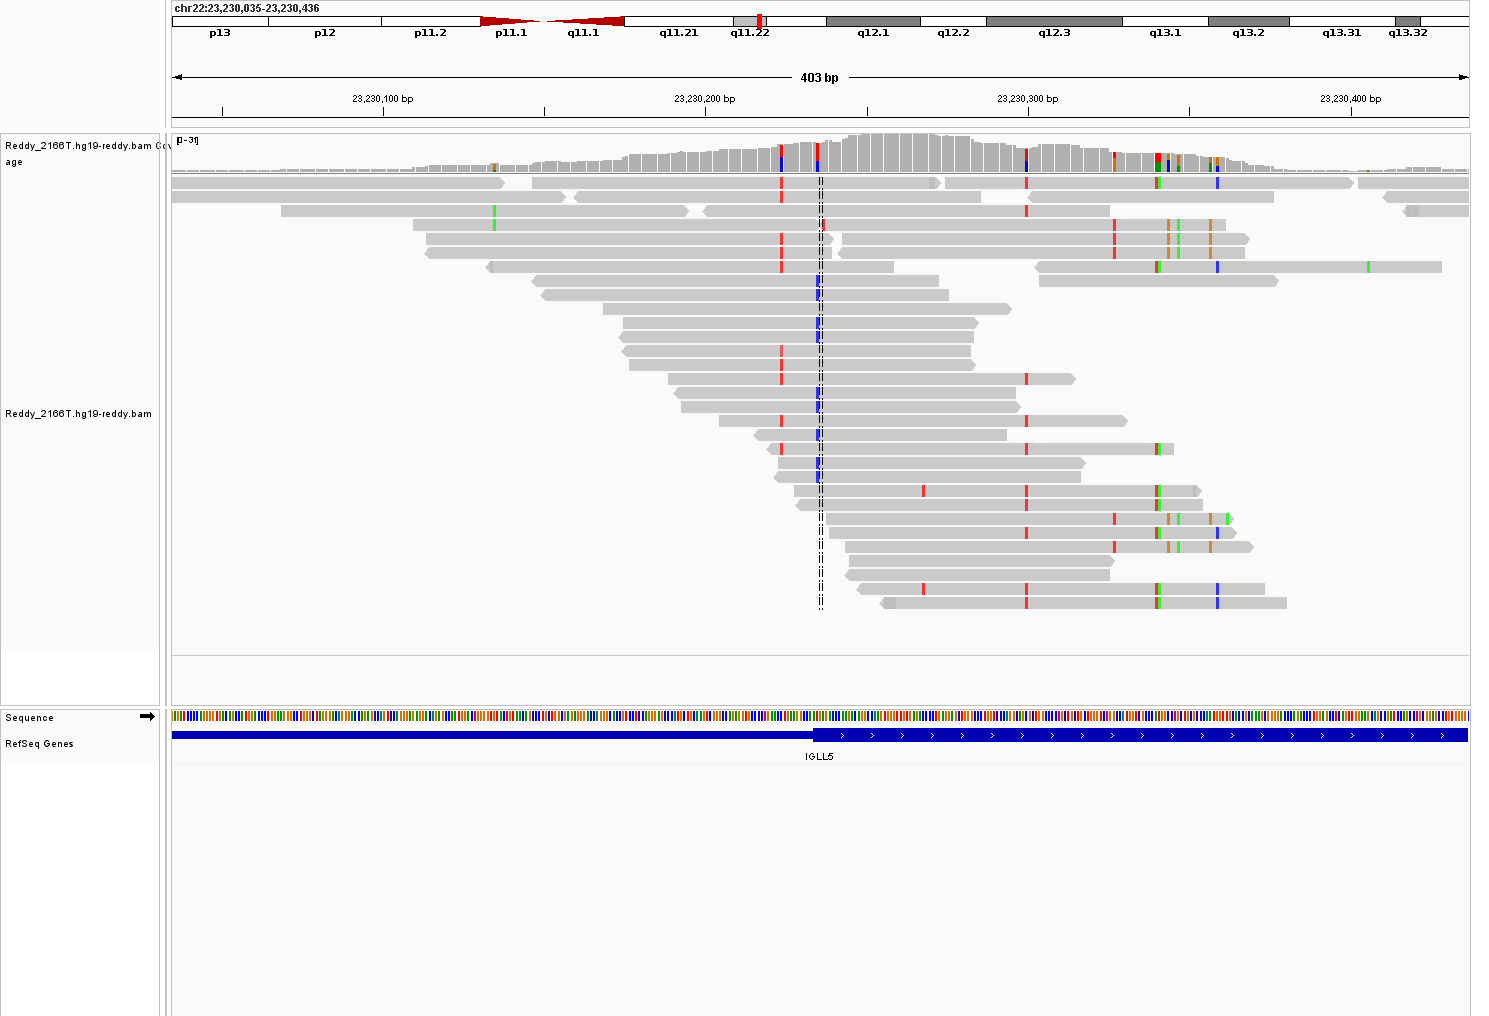 chr22:23,230,035-23,230,436
p13 p12 p11.2 p11.1 q11.1 q11.21 q11.22 q12.1 q12.2 q12.3 q13.1 q13.2 q13.31 q13.32
403 bp
23,230,100 bp 23,230,200 bp 23,230,300 bp 23,230,400 bp
Reddy_2166T.hg19-reddy.bam Cov
age
[0-31]
Reddy_2166T.hg19-reddy.bam
Sequence
RefSeq Genes
IGLL5